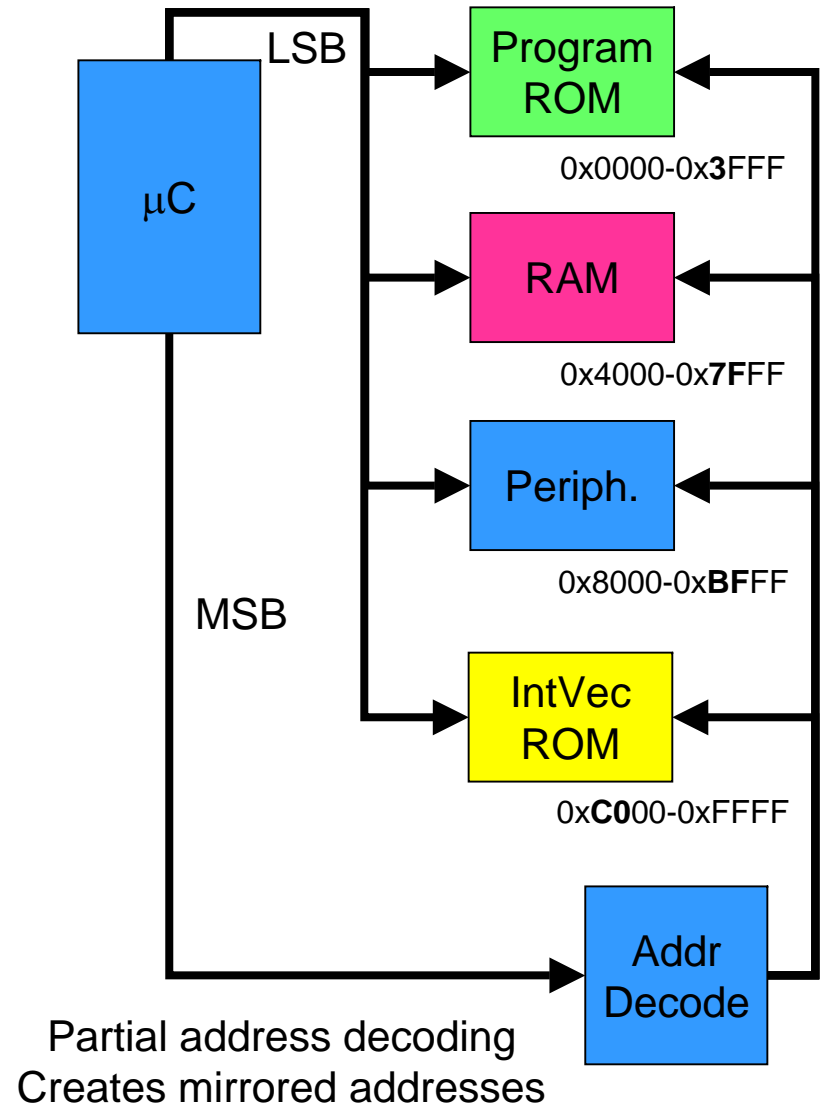 LSB
Program
ROM
0x0000-0x3FFF
μC
RAM
0x4000-0x7FFF
Periph.
0x8000-0xBFFF
MSB
IntVec
ROM
0xC000-0xFFFF
Addr
Decode
Partial address decoding
Creates mirrored addresses